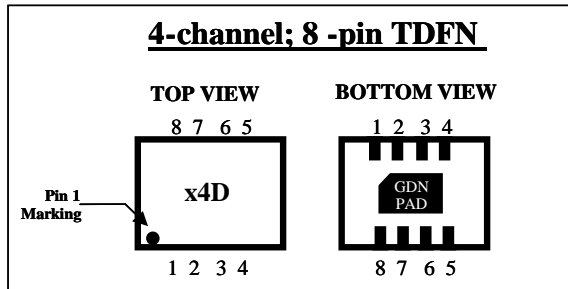 4-channel; 8 -pin TDFN
TOP VIEW
8 7 6 5
x4D
Pin 1
Marking
1 2 3 4
BOTTOM VIEW
1 2 3 4
GDN
PAD
8 7 6 5